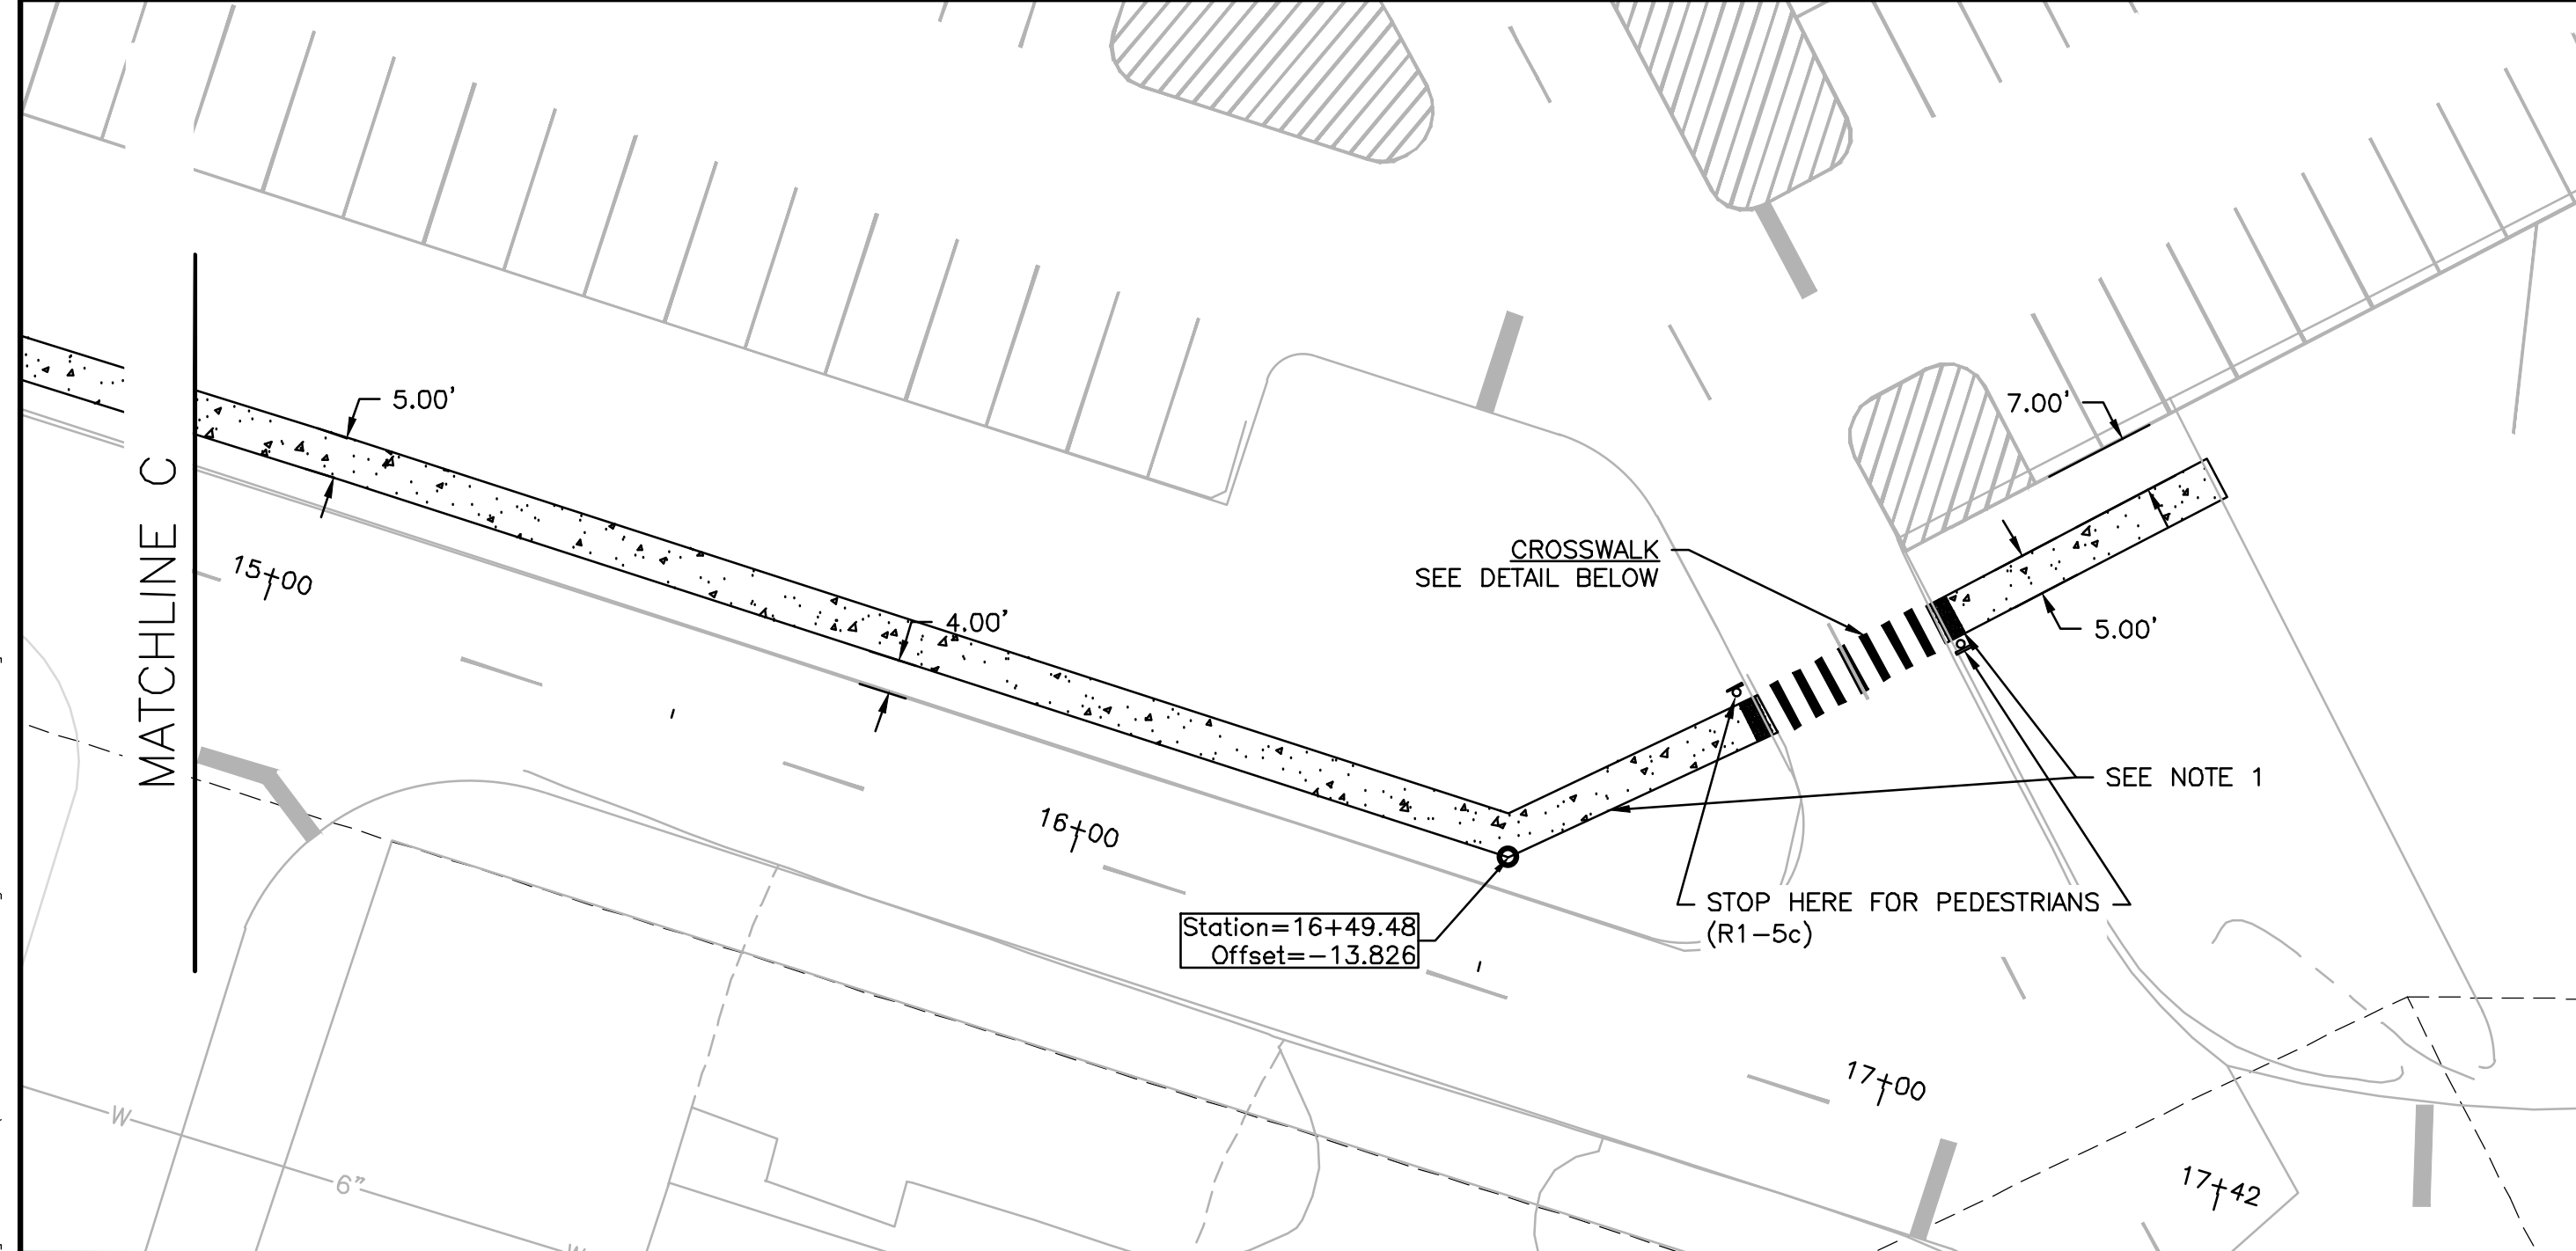 5.00'
7.00'
MATCHLINE C
CROSSWALK
SEE DETAIL BELOW
15+00
4.00'
5.00'
SEE NOTE 1
16+00
STOP HERE FOR PEDESTRIANS
(R1-5c)
Station=16+49.48
Offset=-13.826
17+00
W
6"
17+42
W